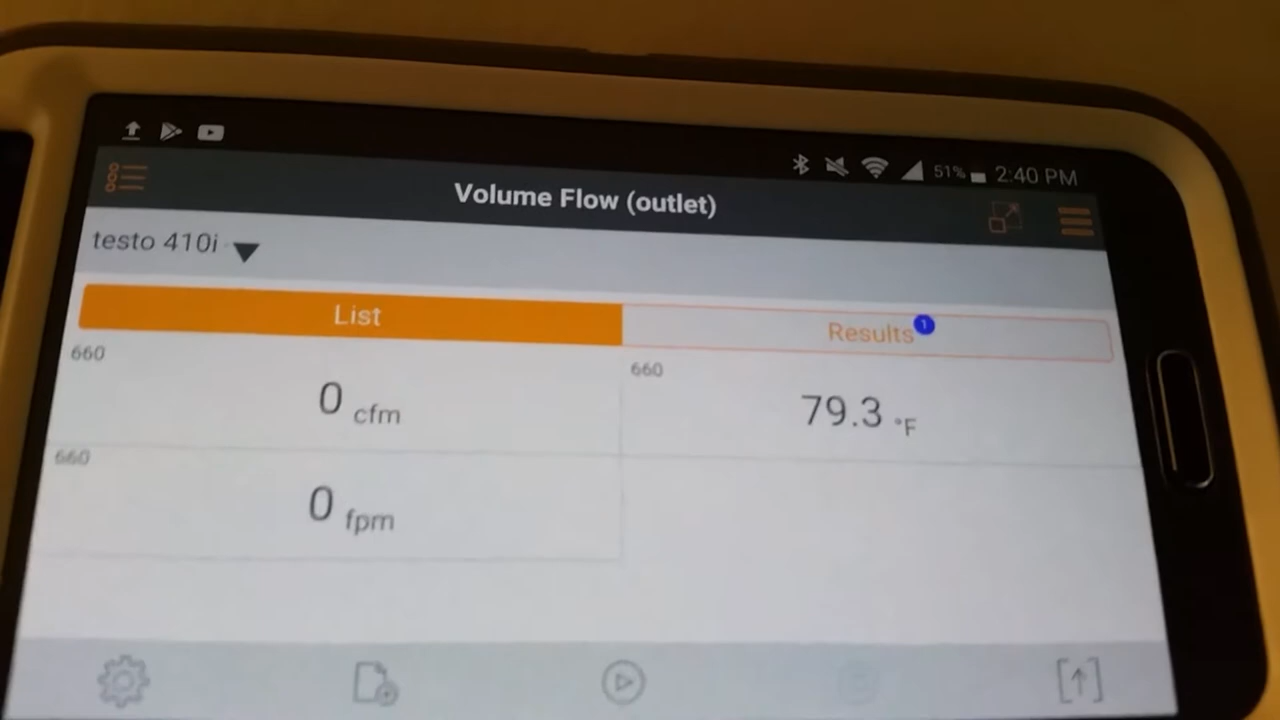 51% 2:40 PM
Volume Flow (outlet)
testo 410i
List
Results 1
660
0 cfm
660
79.3 °F
660
0 fpm